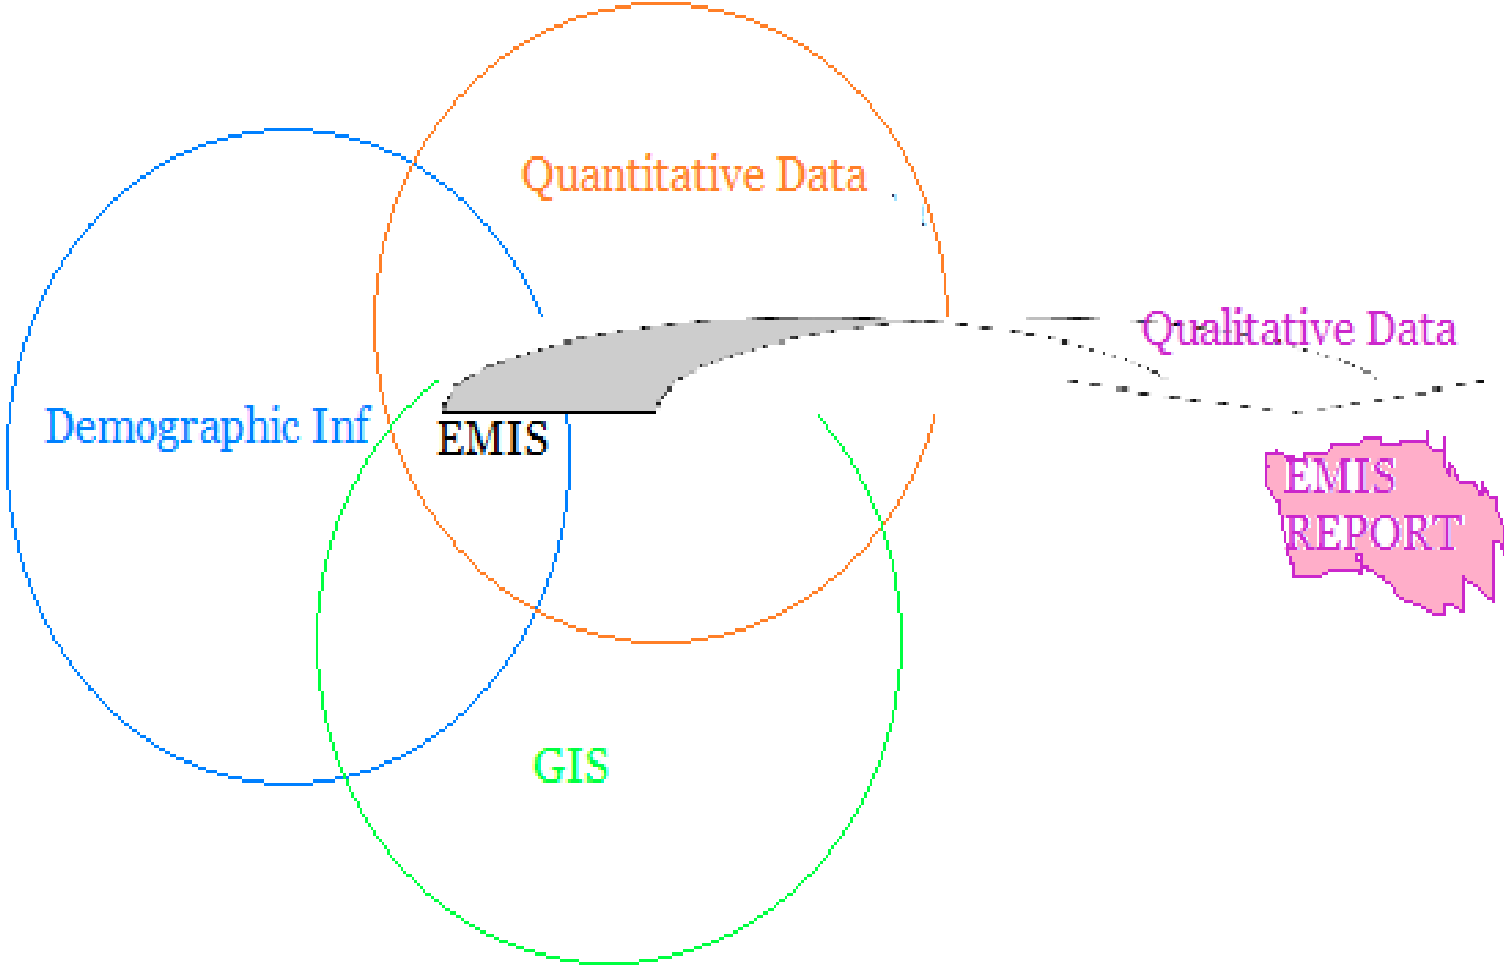 Quantitative Data
Qualitative Data
Demographic Inf
EMIS
EMIS
REPORT
GIS